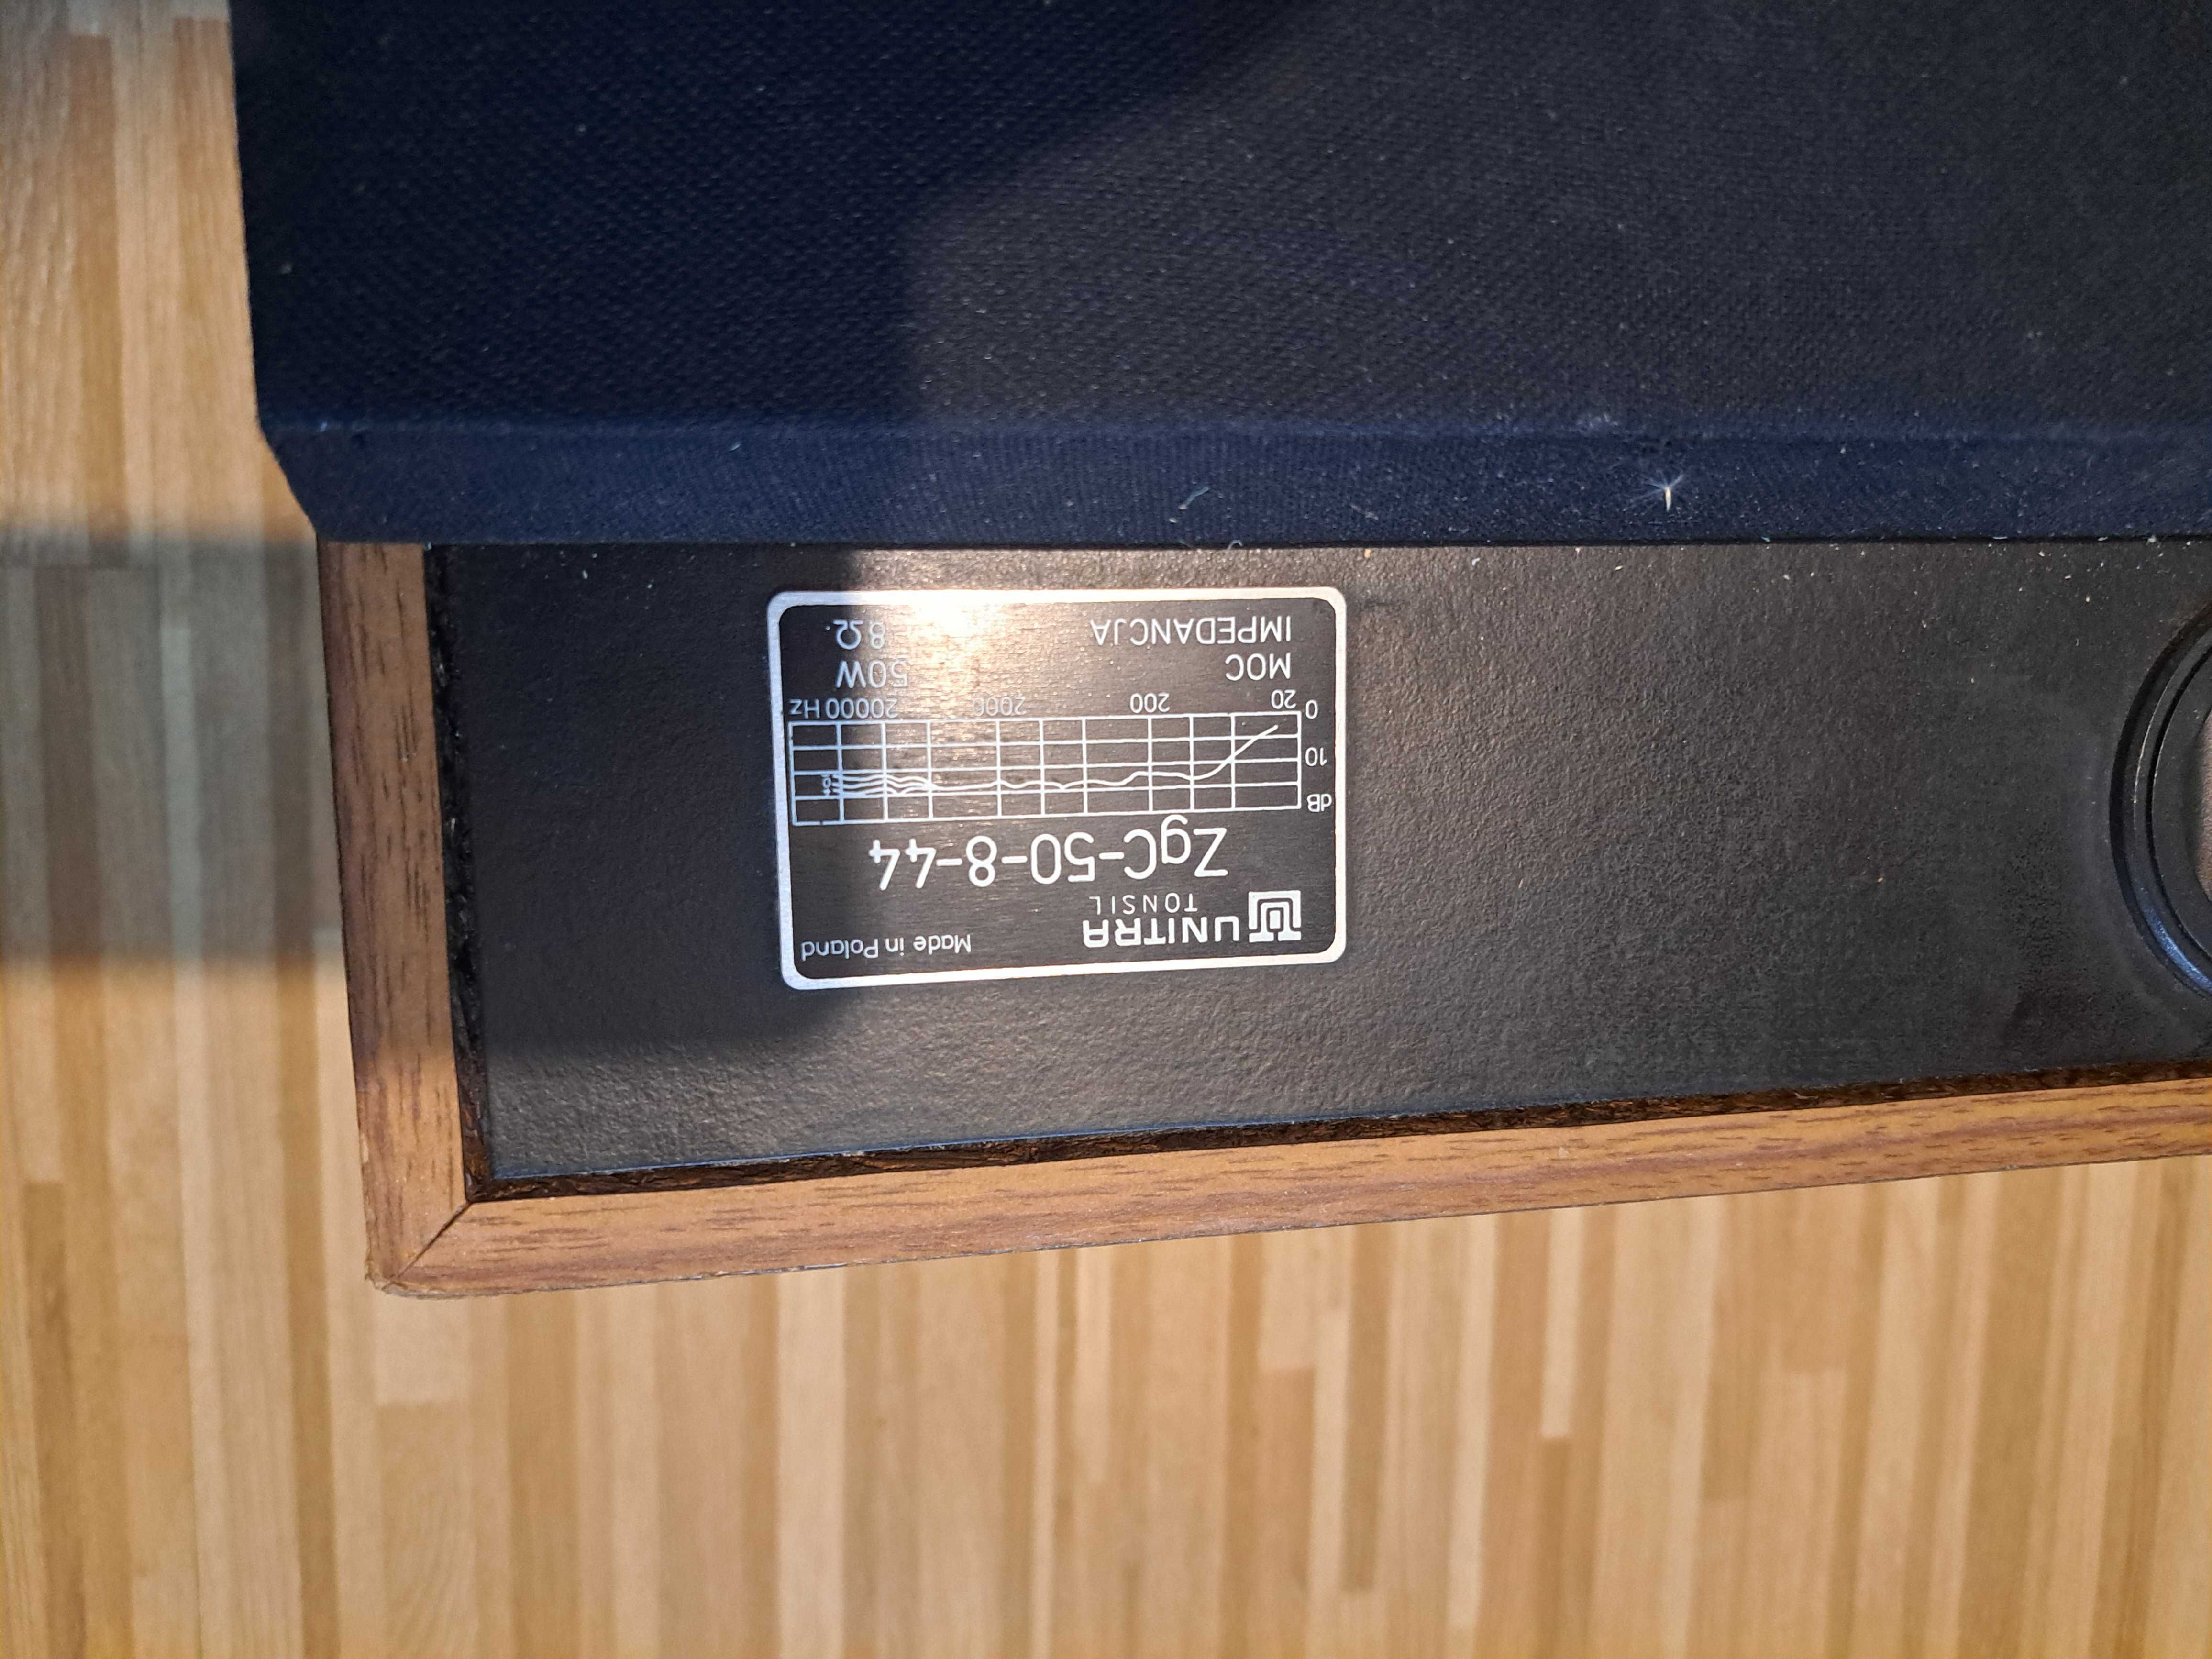 UNITRA Made in Poland
TONSIL
ZgC-50-8-44
dB
10
0
20 200 2000 20000 Hz
MOC 50W
IMPEDANCJA 8Ω